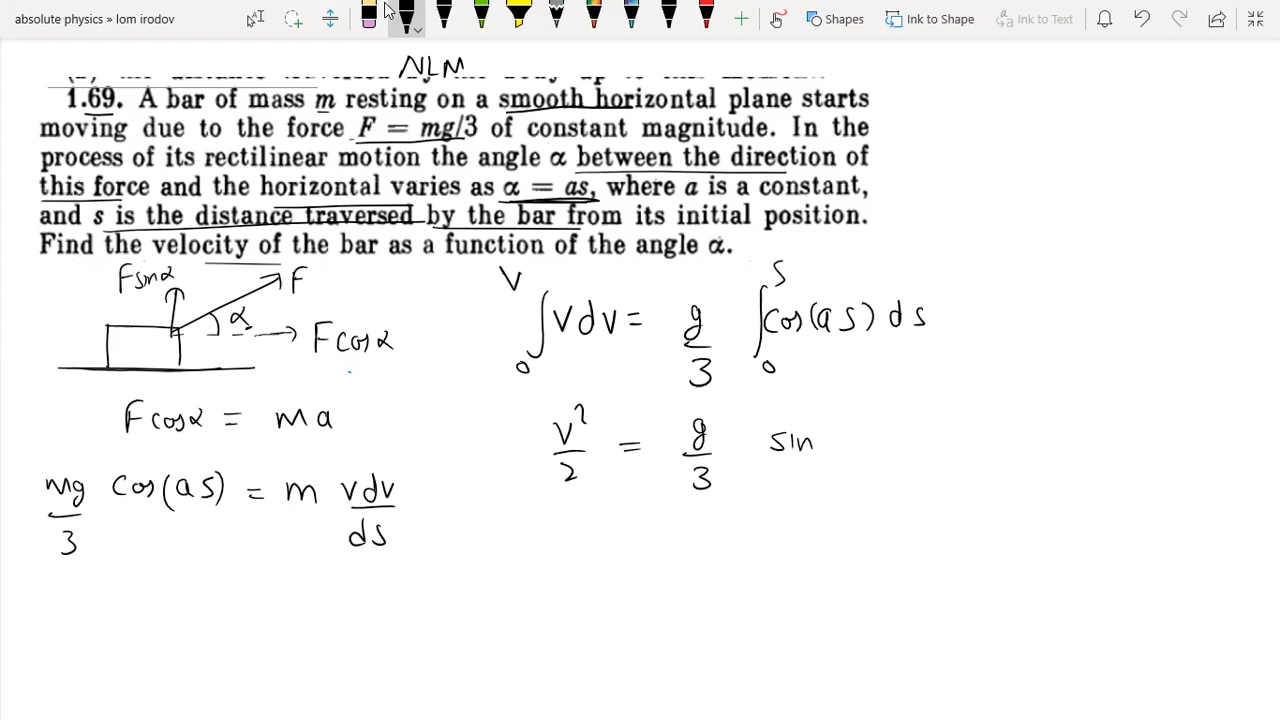 absolute physics » lom irodov
Shapes
Ink to Shape
Ink to Text
NLM
1.69. A bar of mass m resting on a smooth horizontal plane starts
moving due to the force F = mg/3 of constant magnitude. In the
process of its rectilinear motion the angle α between the direction of
this force and the horizontal varies as α = as, where a is a constant,
and s is the distance traversed by the bar from its initial position.
Find the velocity of the bar as a function of the angle α.
Fsinα
F
α
Fcosα
Fcosα = ma
mg/3 cos(as) = m vdv/ds
∫₀ⱽ vdv = g/3 ∫₀ˢ cos(as) ds
v²/2 = g/3 sin